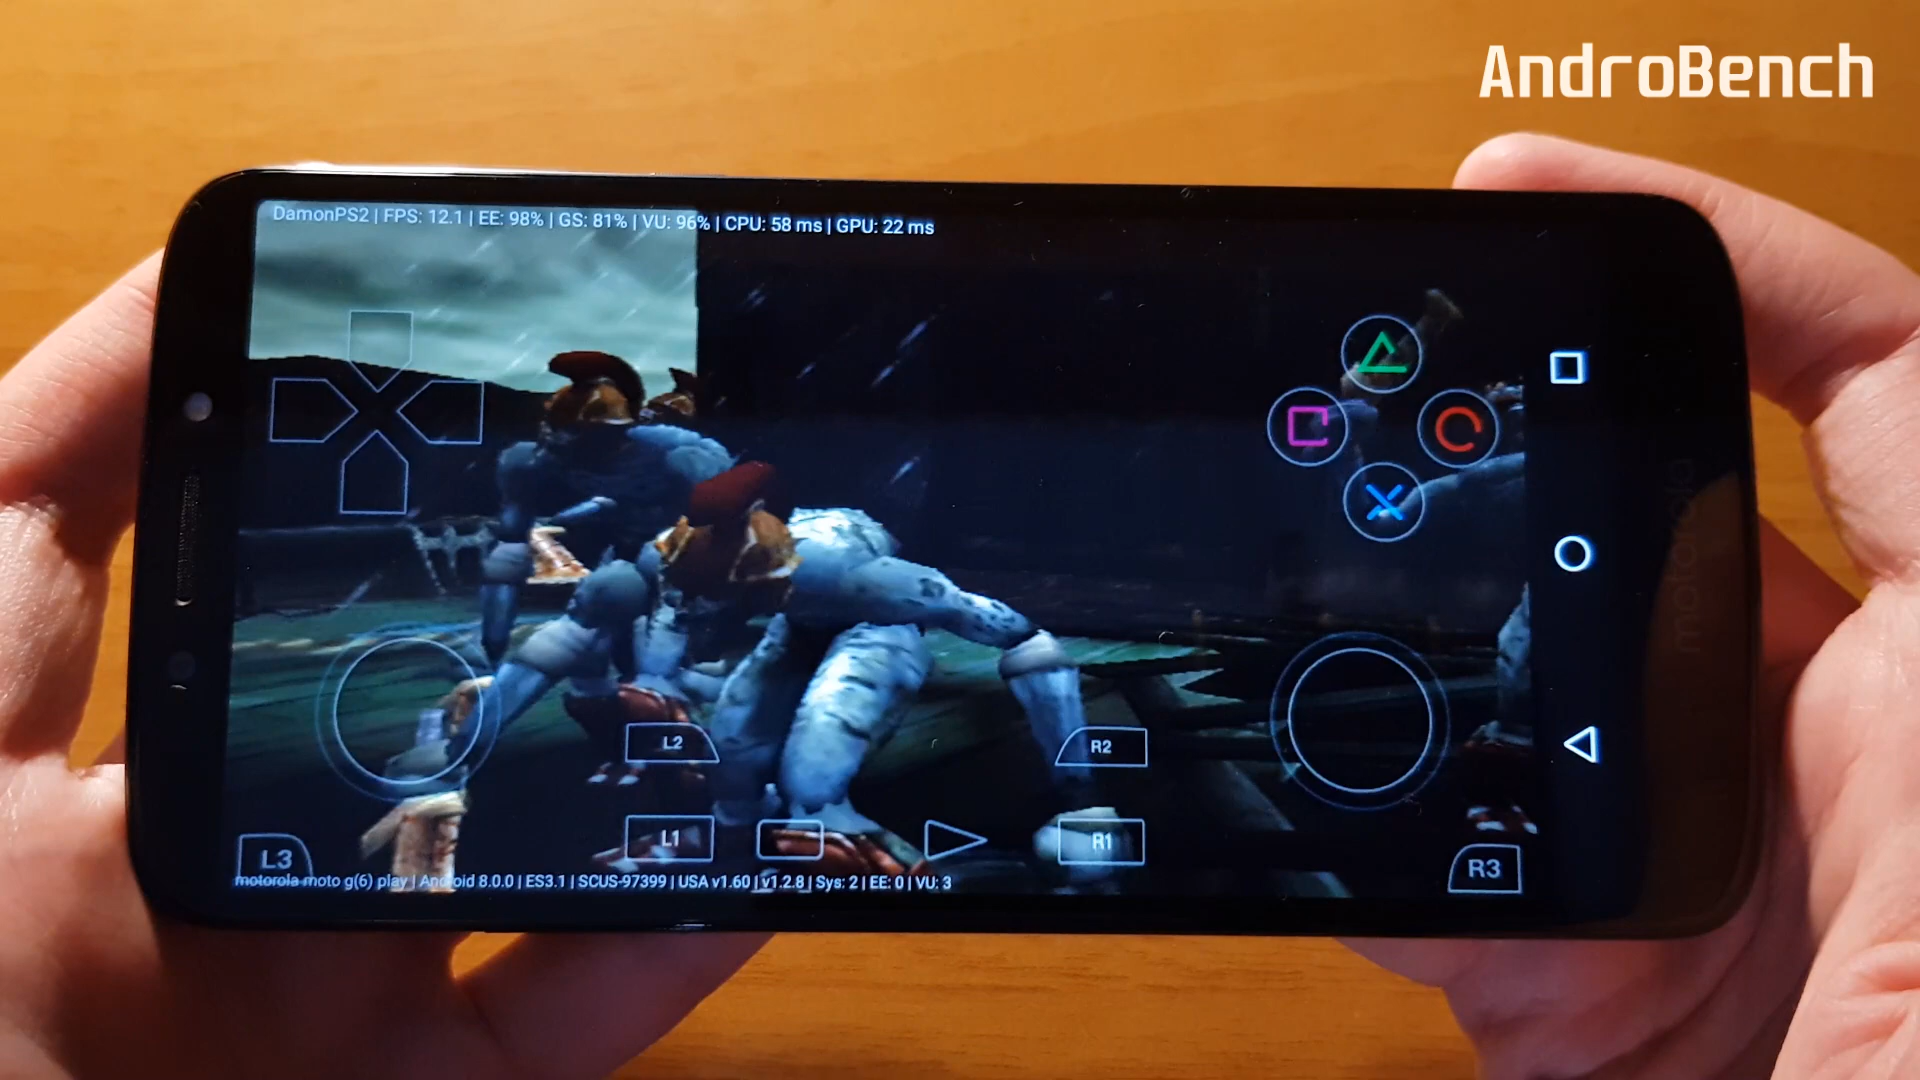 AndroBench
DamonPS2 | FPS: 12.1 | EE: 98% | GS: 81% | VU: 96% | CPU: 58 ms | GPU: 22 ms
motorola
L2
R2
L1
R1
L3
R3
motorola moto g(6) play | Android 8.0.0 | ES3.1 | SCUS-97399 | USA v1.60 | v1.2.8 | Sys: 2 | EE: 0 | VU: 3